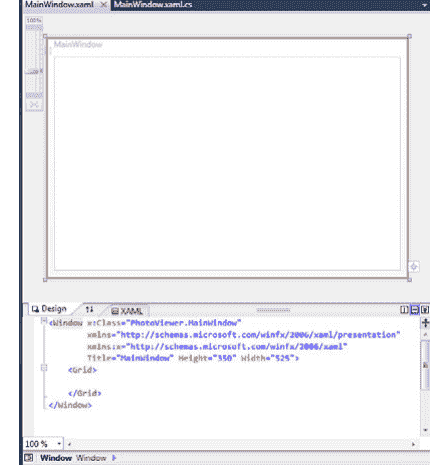 MainWindow.xaml MainWindow.xaml.cs
100%
MainWindow
Design XAML
<Window x:Class="PhotoViewer.MainWindow"
xmlns="http://schemas.microsoft.com/winfx/2006/xaml/presentation"
xmlns:x="http://schemas.microsoft.com/winfx/2006/xaml"
Title="MainWindow" Height="350" Width="525">
<Grid>
</Grid>
</Window>
100 %
Window Window